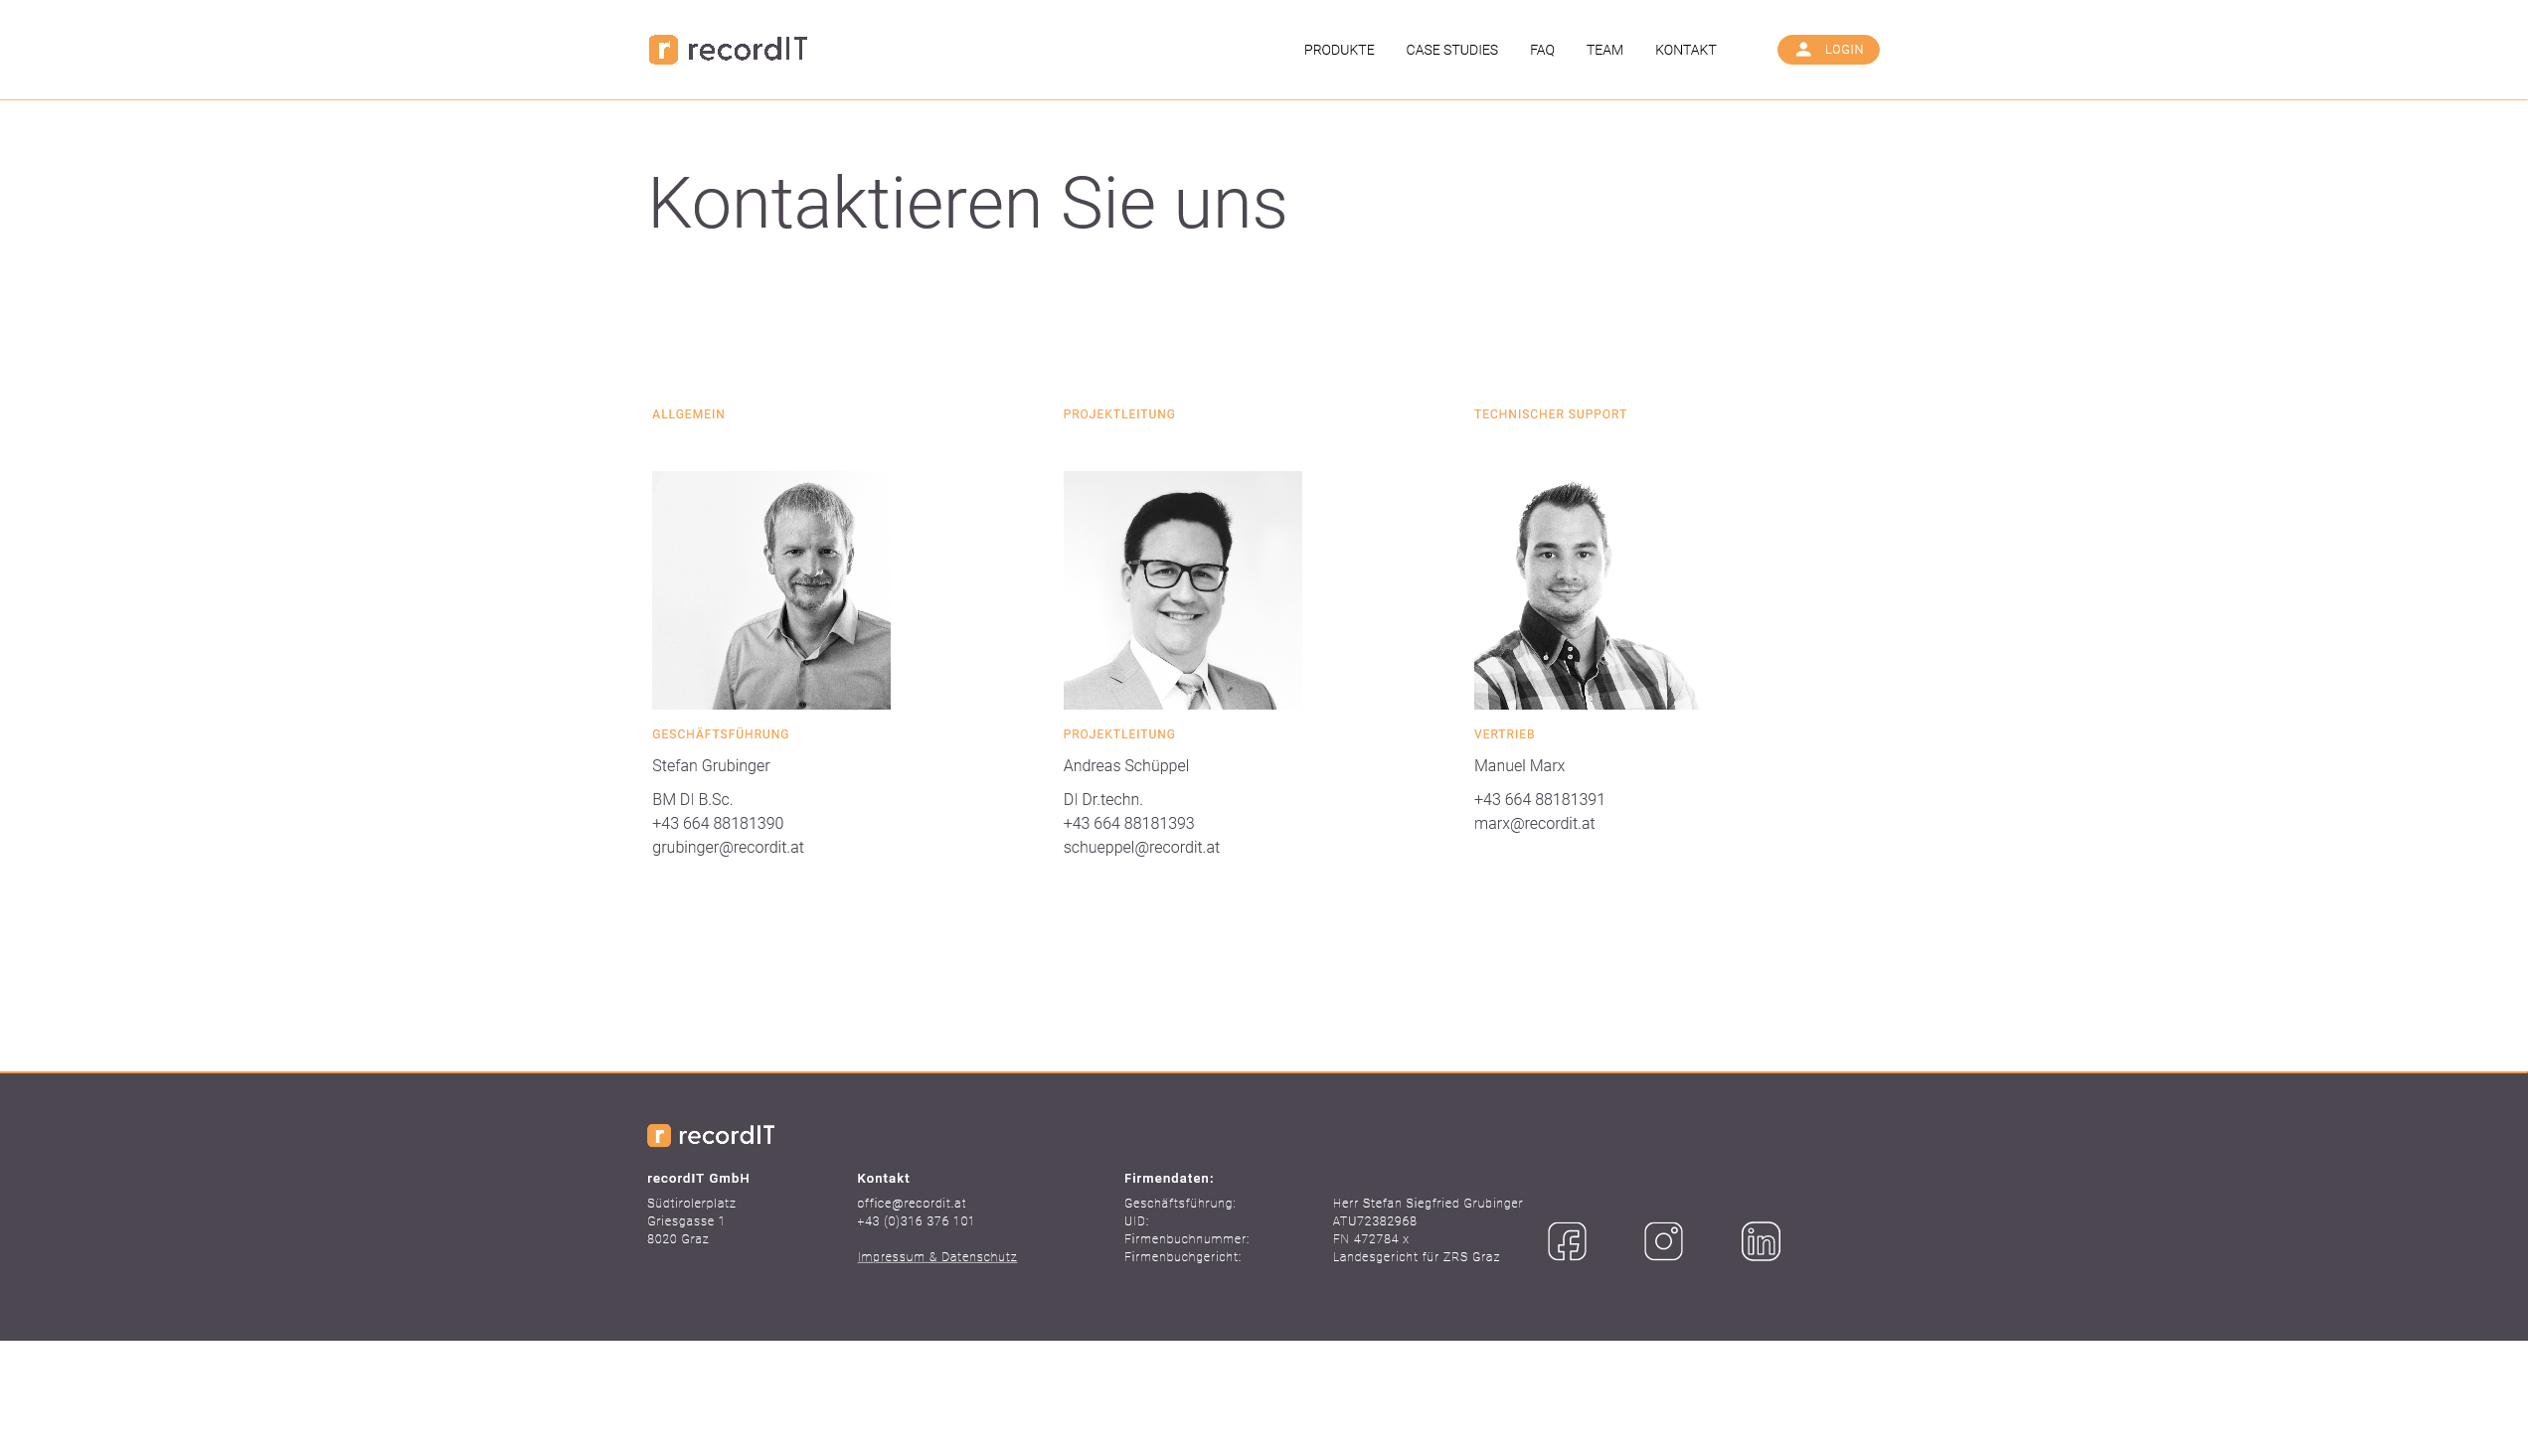 recordIT
PRODUKTE CASE STUDIES FAQ TEAM KONTAKT LOGIN
Kontaktieren Sie uns
ALLGEMEIN
GESCHÄFTSFÜHRUNG
Stefan Grubinger
BM DI B.Sc.
+43 664 88181390
grubinger@recordit.at
PROJEKTLEITUNG
PROJEKTLEITUNG
Andreas Schüppel
DI Dr.techn.
+43 664 88181393
schueppel@recordit.at
TECHNISCHER SUPPORT
VERTRIEB
Manuel Marx
+43 664 88181391
marx@recordit.at
recordIT
recordIT GmbH
Südtirolerplatz
Griesgasse 1
8020 Graz
Kontakt
office@recordit.at
+43 (0)316 376 101
Impressum & Datenschutz
Firmendaten:
Geschäftsführung: Herr Stefan Siegfried Grubinger
UID: ATU72382968
Firmenbuchnummer: FN 472784 x
Firmenbuchgericht: Landesgericht für ZRS Graz